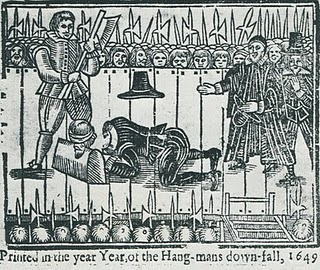 Printed in the year Year, of the Hang-mans down-fall, 1649